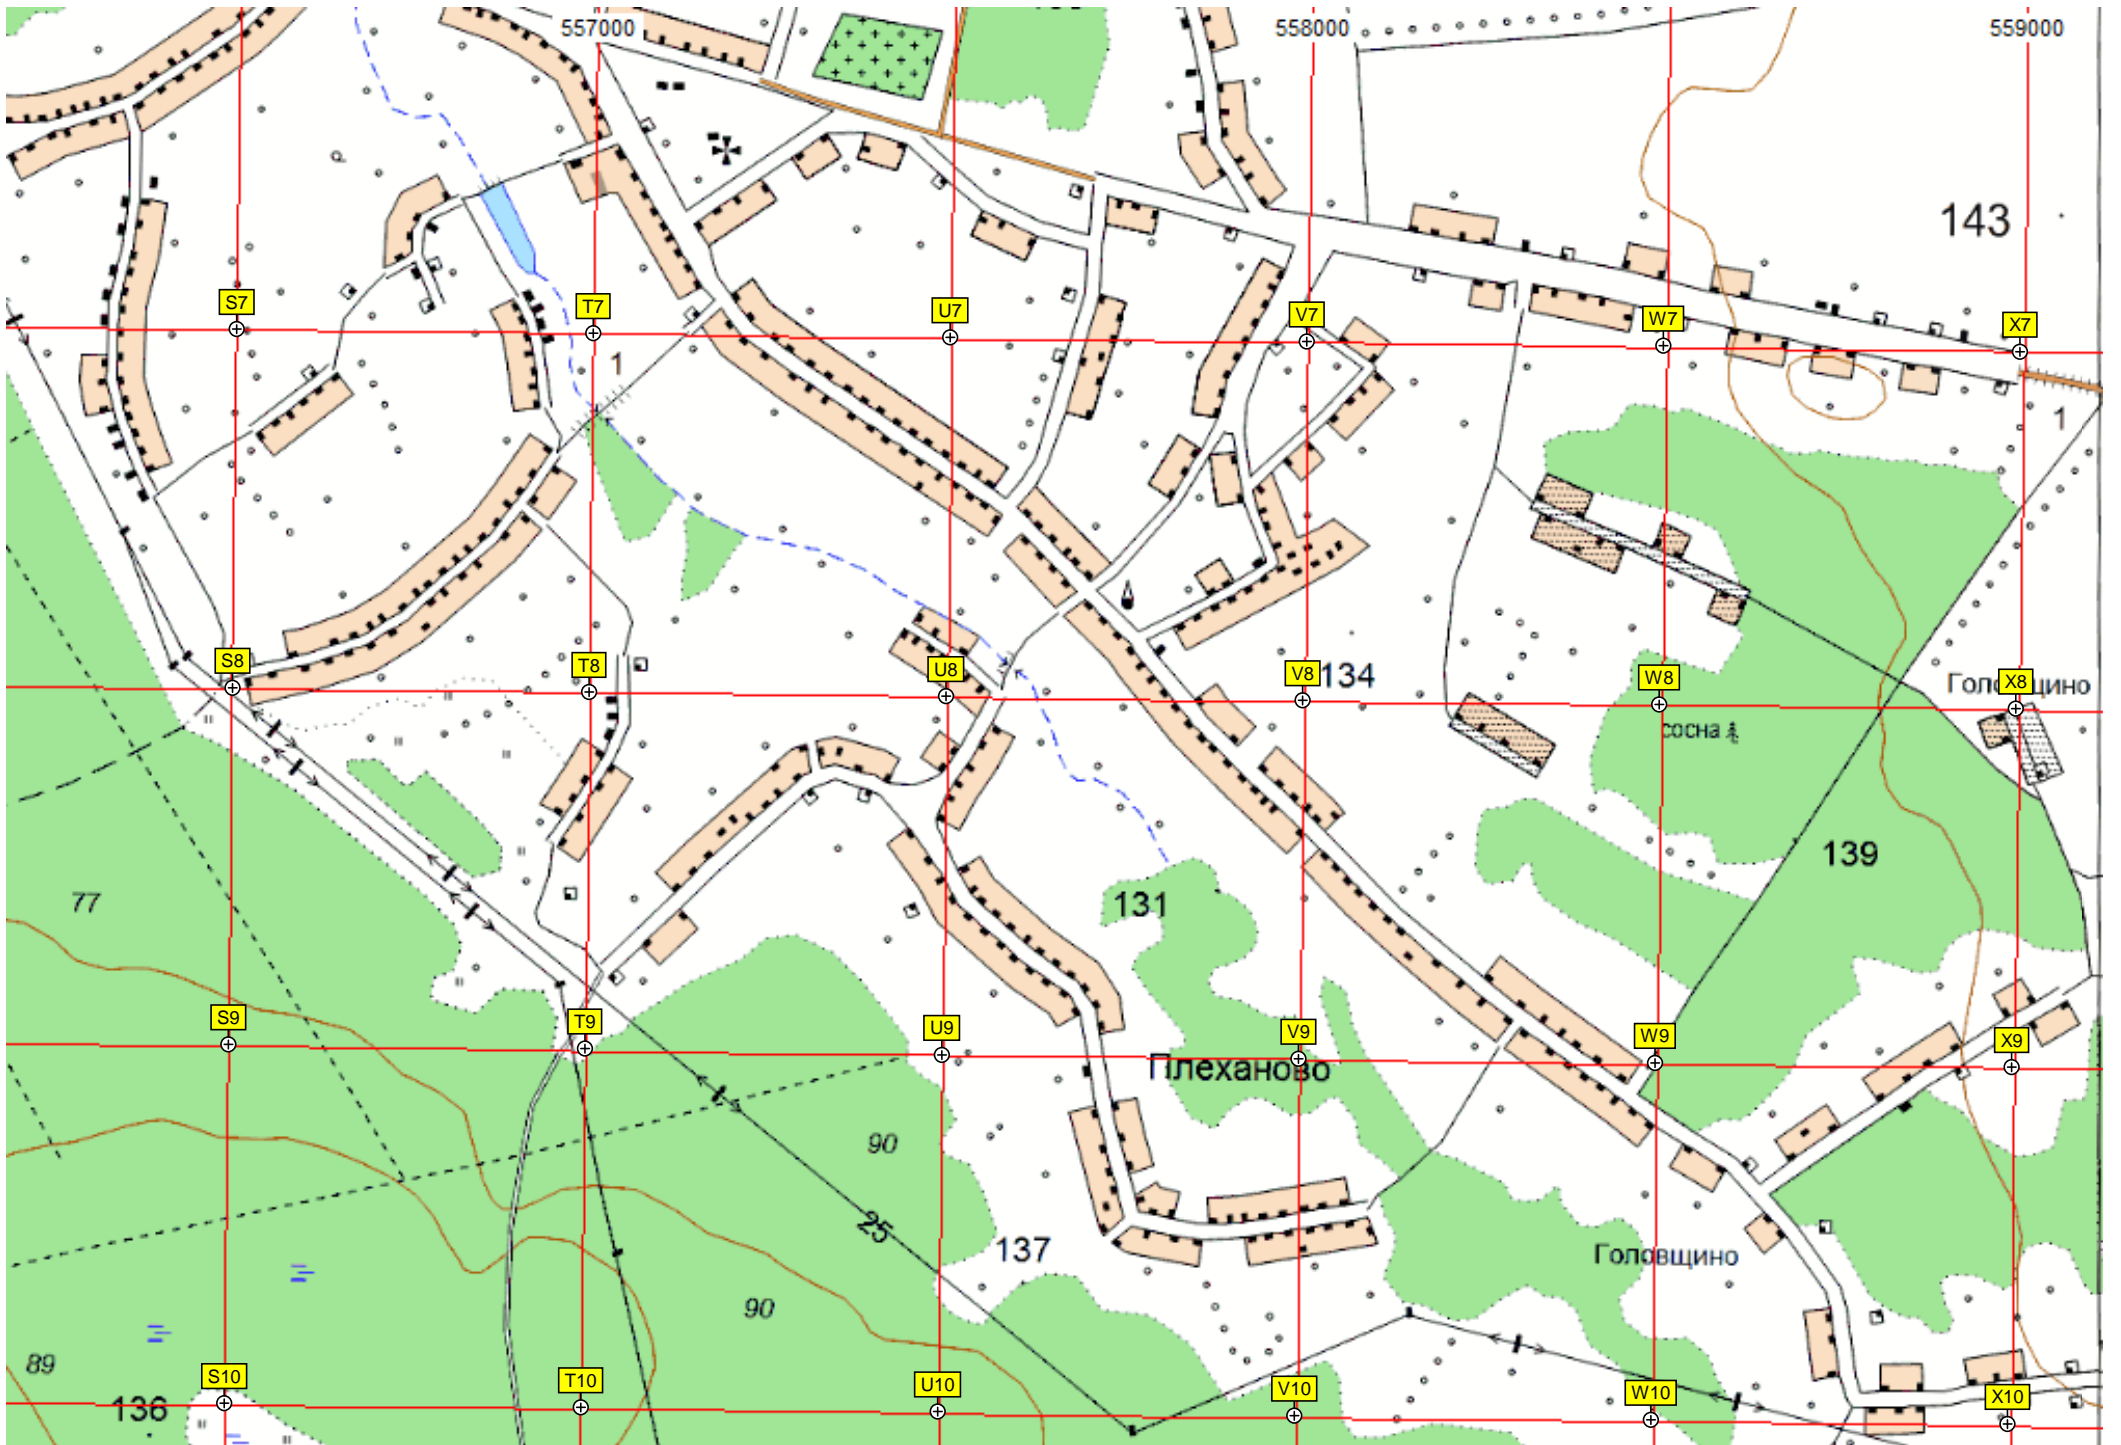 557000
558000
559000
143
S7
T7
U7
V7
W7
X7
1
1
S8
T8
U8
V8
134
W8
X8
Головщино
сосна
139
77
131
S9
T9
U9
V9
W9
X9
Плеханово
90
25
137
Головщино
90
89
136
S10
T10
U10
V10
W10
X10